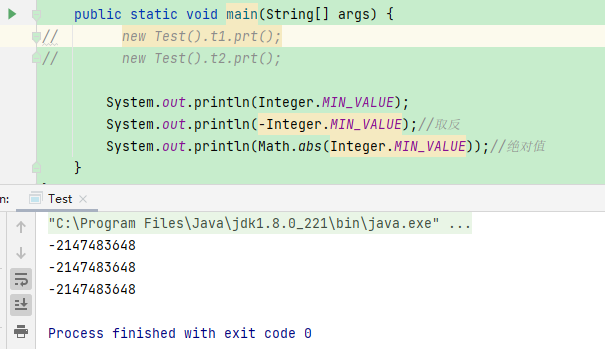 public static void main(String[] args) {
//        new Test().t1.prt();
//        new Test().t2.prt();
System.out.println(Integer.MIN_VALUE);
System.out.println(-Integer.MIN_VALUE);//取反
System.out.println(Math.abs(Integer.MIN_VALUE));//绝对值
}
n: Test ×
"C:\Program Files\Java\jdk1.8.0_221\bin\java.exe" ...
-2147483648
-2147483648
-2147483648
Process finished with exit code 0